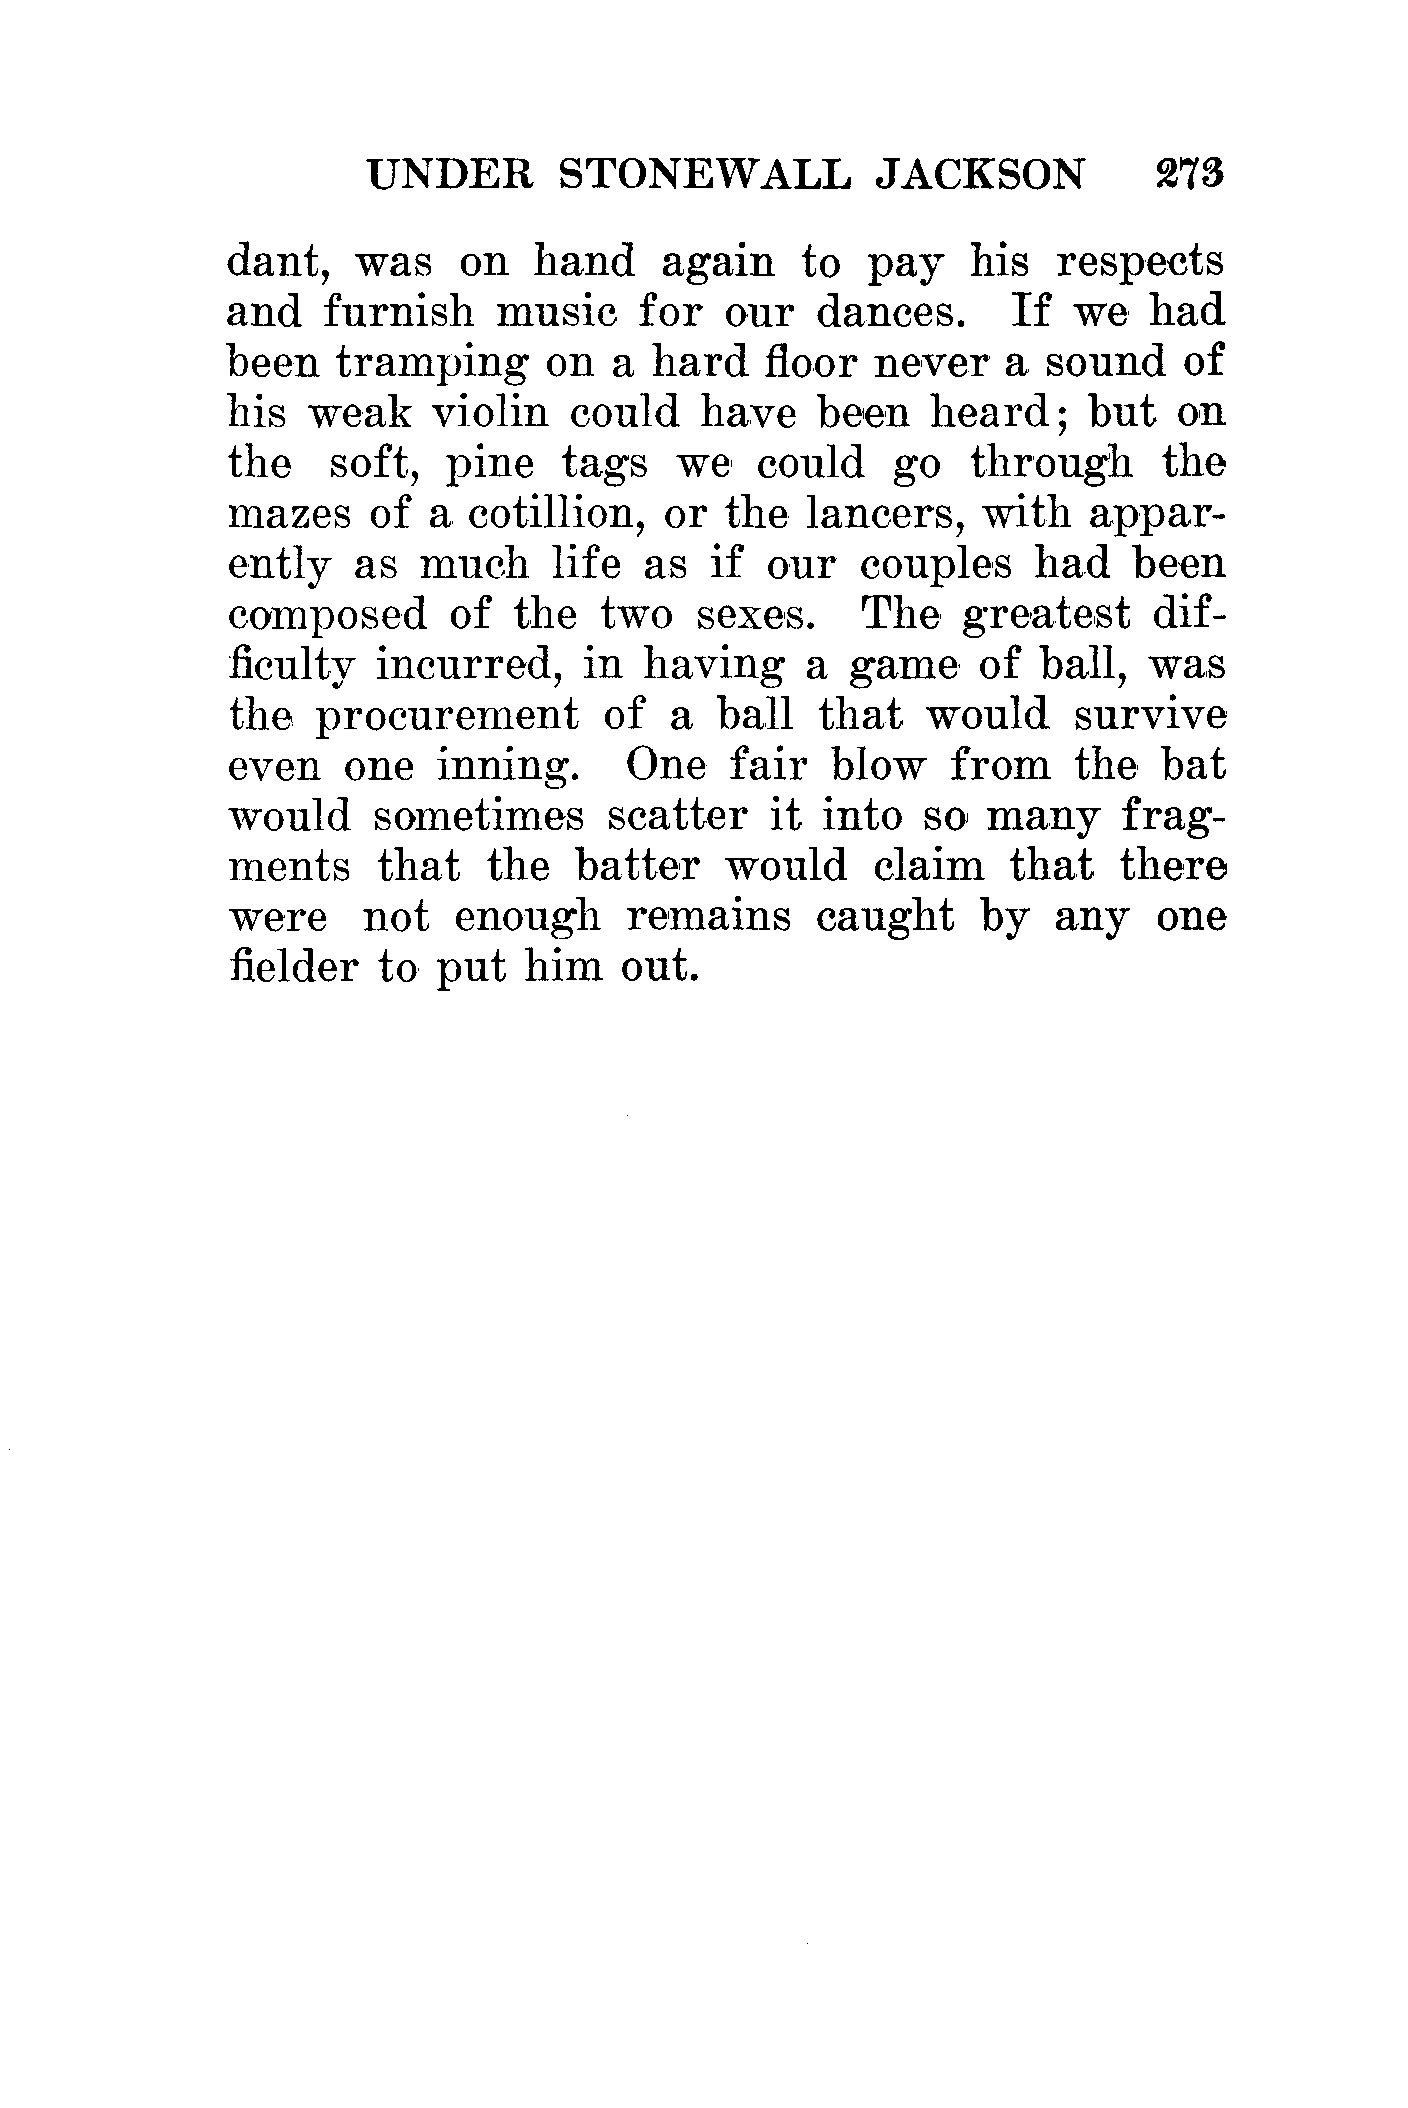 UNDER STONEWALL JACKSON 273
dant, was on hand again to pay his respects
and furnish music for our dances. If we had
been tramping on a hard floor never a sound of
his weak violin could have been heard; but on
the soft, pine tags we could go through the
mazes of a cotillion, or the lancers, with appar-
ently as much life as if our couples had been
composed of the two sexes. The greatest dif-
ficulty incurred, in having a game of ball, was
the procurement of a ball that would survive
even one inning. One fair blow from the bat
would sometimes scatter it into so many frag-
ments that the batter would claim that there
were not enough remains caught by any one
fielder to put him out.